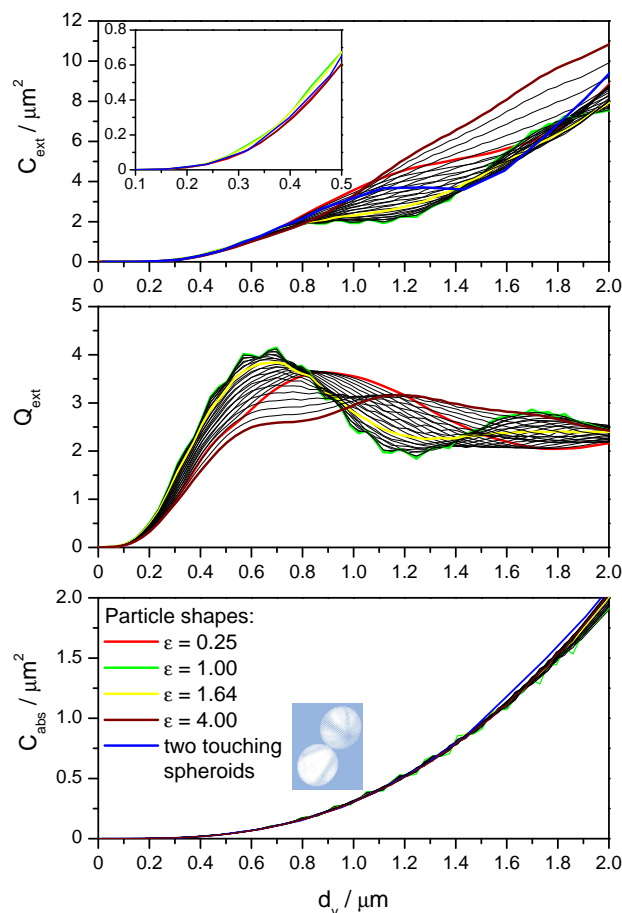 12
10
8
6
4
2
0
C_ext / μm²
0.8
0.6
0.4
0.2
0
0.1 0.2 0.3 0.4 0.5
0 0.2 0.4 0.6 0.8 1.0 1.2 1.4 1.6 1.8 2.0
5
4
3
2
1
0
Q_ext
0 0.2 0.4 0.6 0.8 1.0 1.2 1.4 1.6 1.8 2.0
2.0
1.5
1.0
0.5
0
C_abs / μm²
Particle shapes:
ε = 0.25
ε = 1.00
ε = 1.64
ε = 4.00
two touching
spheroids
0 0.2 0.4 0.6 0.8 1.0 1.2 1.4 1.6 1.8 2.0
d_v / μm